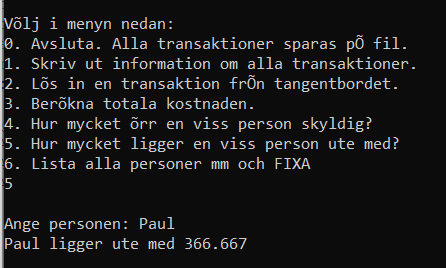 Võlj i menyn nedan:
0. Avsluta. Alla transaktioner sparas pÕ fil.
1. Skriv ut information om alla transaktioner.
2. Lõs in en transaktion frÕn tangentbordet.
3. Berõkna totala kostnaden.
4. Hur mycket õrr en viss person skyldig?
5. Hur mycket ligger en viss person ute med?
6. Lista alla personer mm och FIXA
5
Ange personen: Paul
Paul ligger ute med 366.667